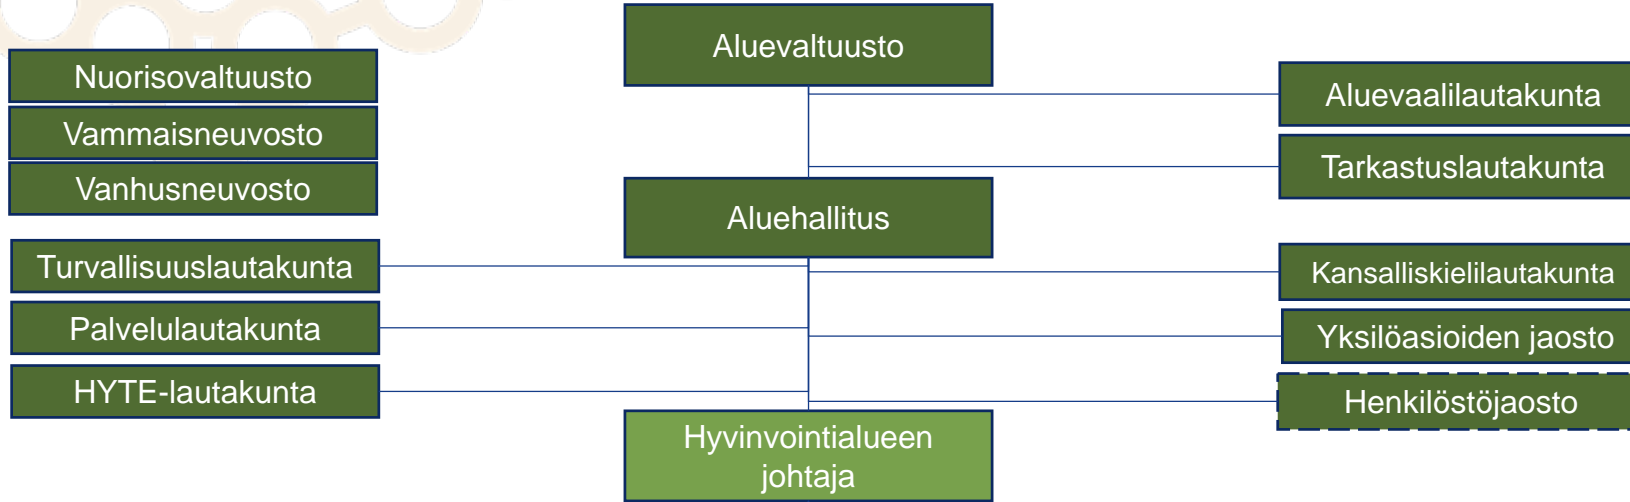 Aluevaltuusto
Nuorisovaltuusto
Vammaisneuvosto
Vanhusneuvosto
Aluevaalilautakunta
Tarkastuslautakunta
Aluehallitus
Turvallisuuslautakunta
Palvelulautakunta
HYTE-lautakunta
Kansalliskielilautakunta
Yksilöasioiden jaosto
Henkilöstöjaosto
Hyvinvointialueen
johtaja